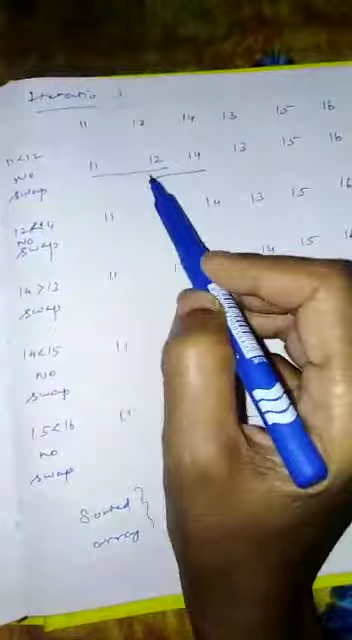 Iteratio
11 12 14 13 15 16
11<12 11 12 14 13 15 16
no
swap
12<14 11 14 13 15 16
no
swap
14>13 11 14 15
swap
14<15 11
no
swap
15<16 11
no
swap
Sorted
array